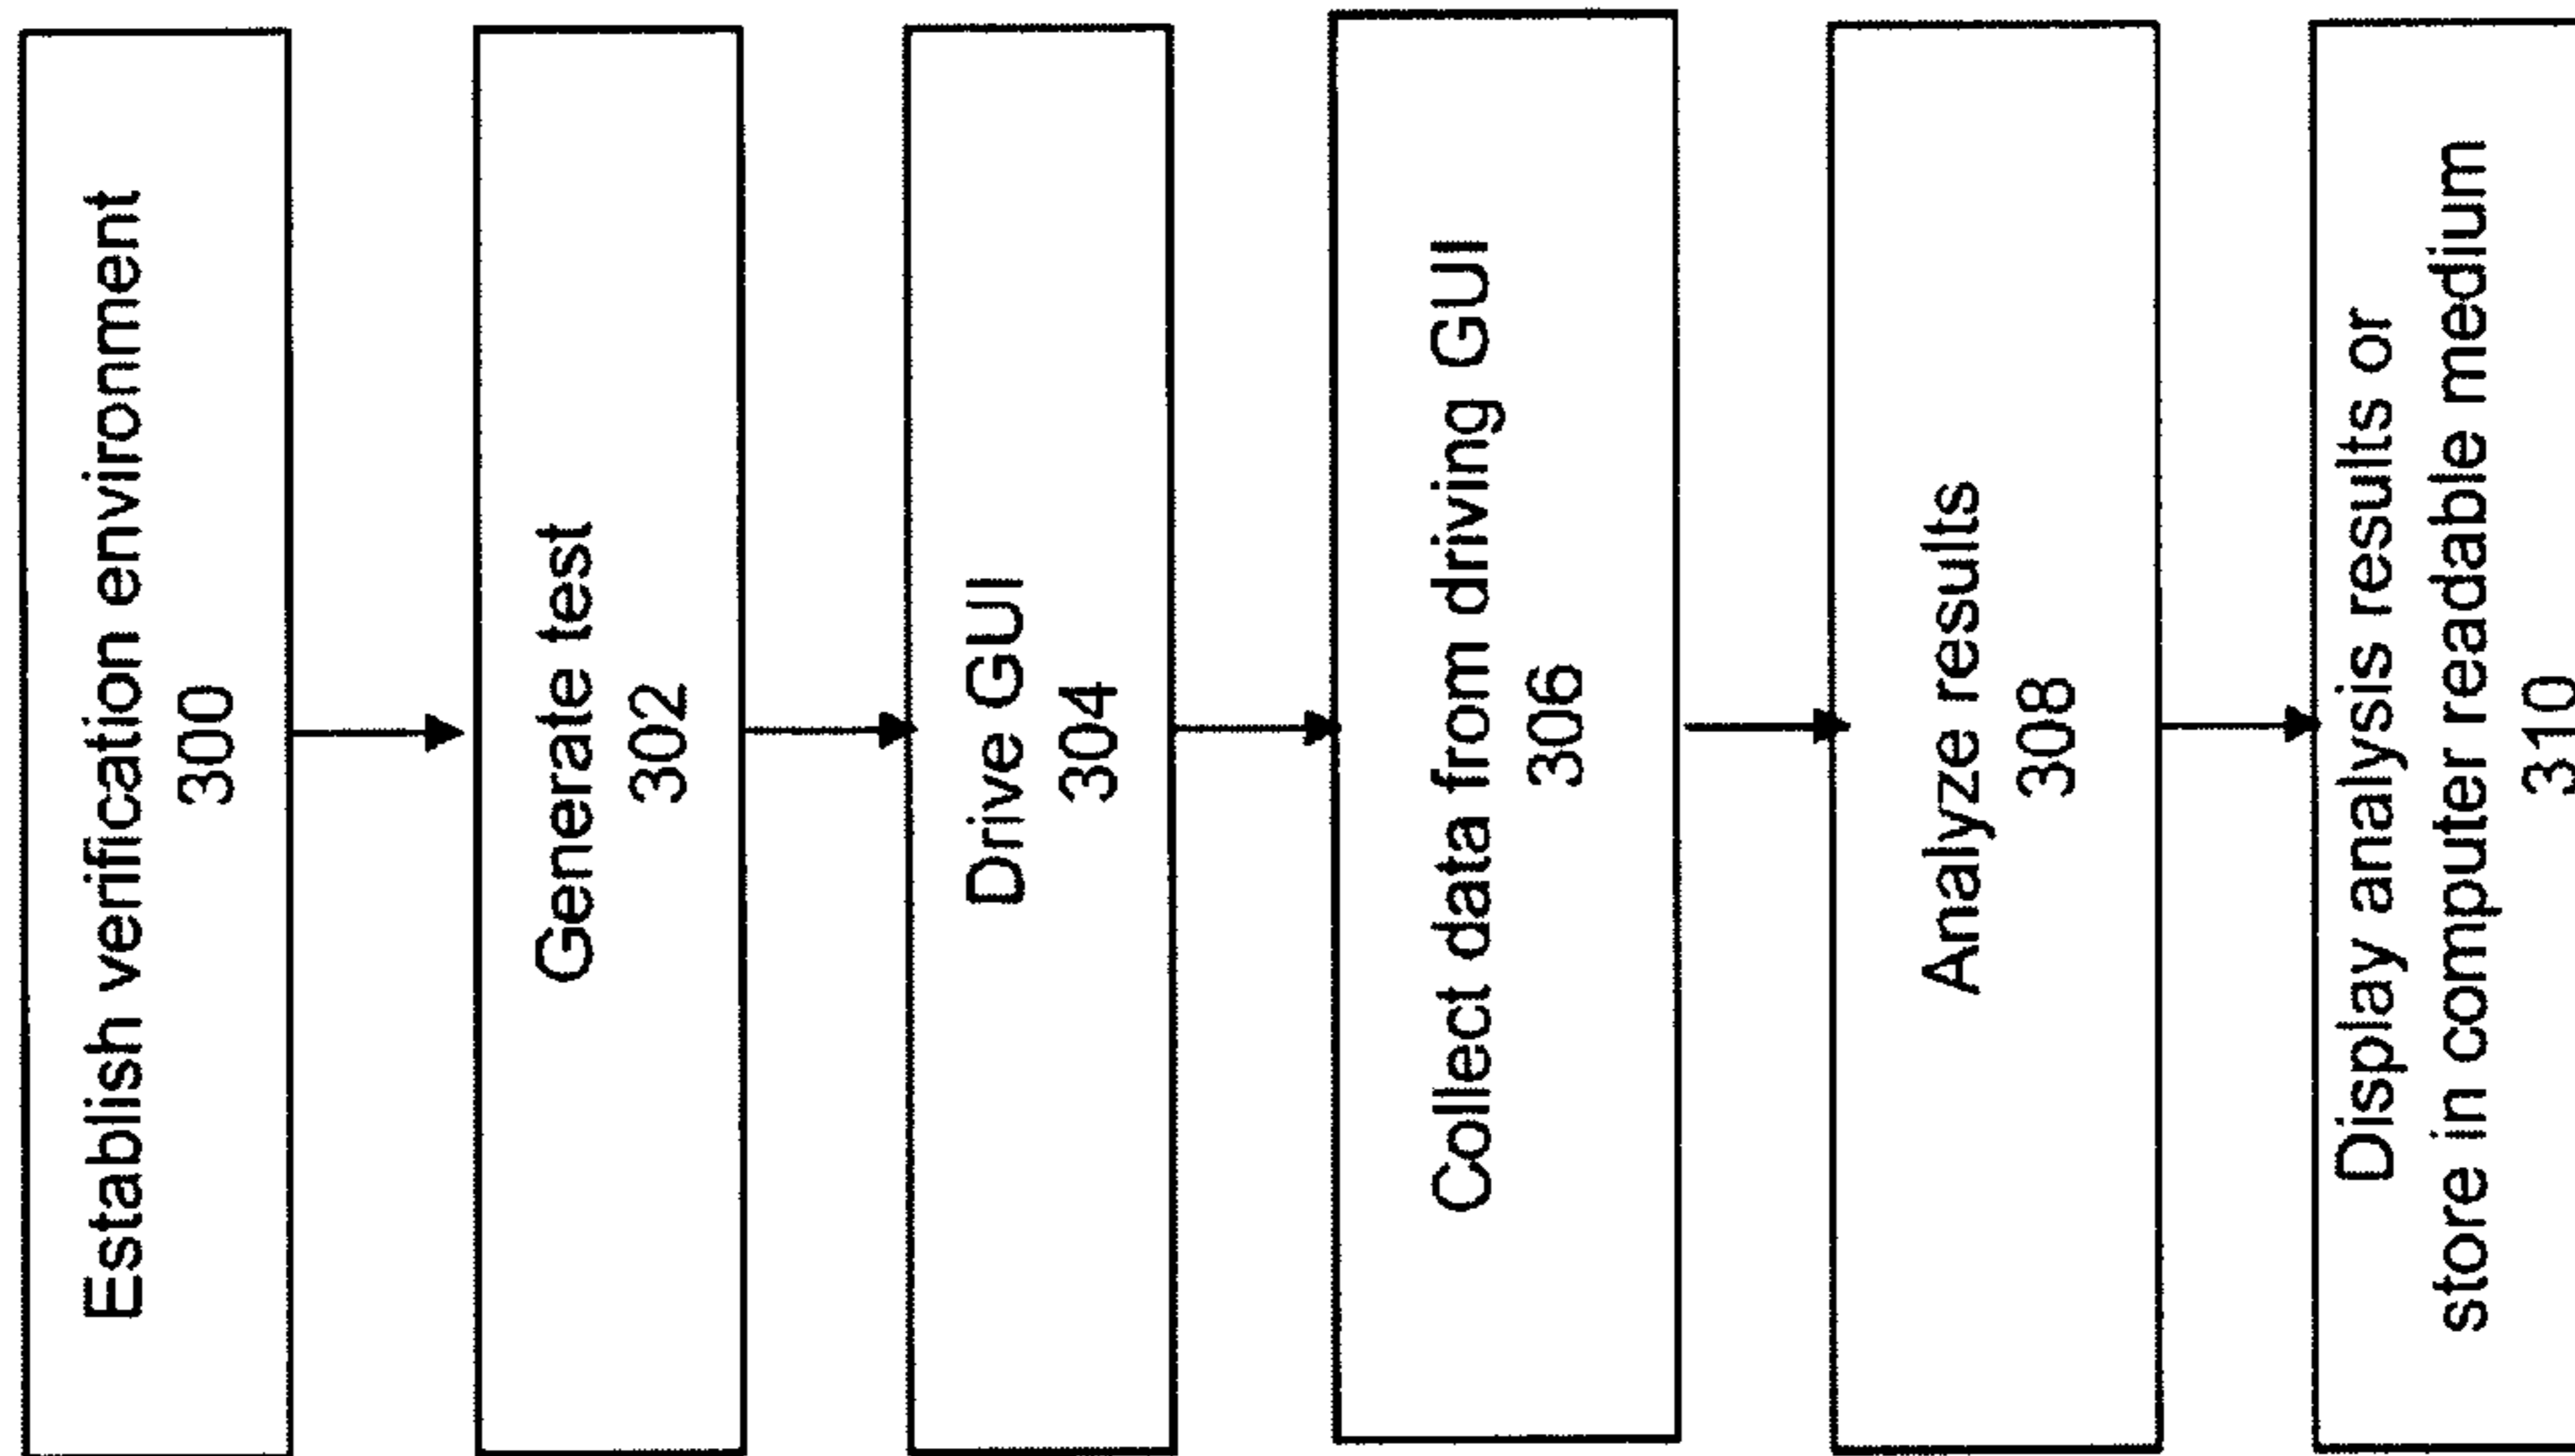 Establish verification environment
300
Generate test
302
Drive GUI
304
Collect data from driving GUI
306
Analyze results
308
Display analysis results or
store in computer readable medium
310